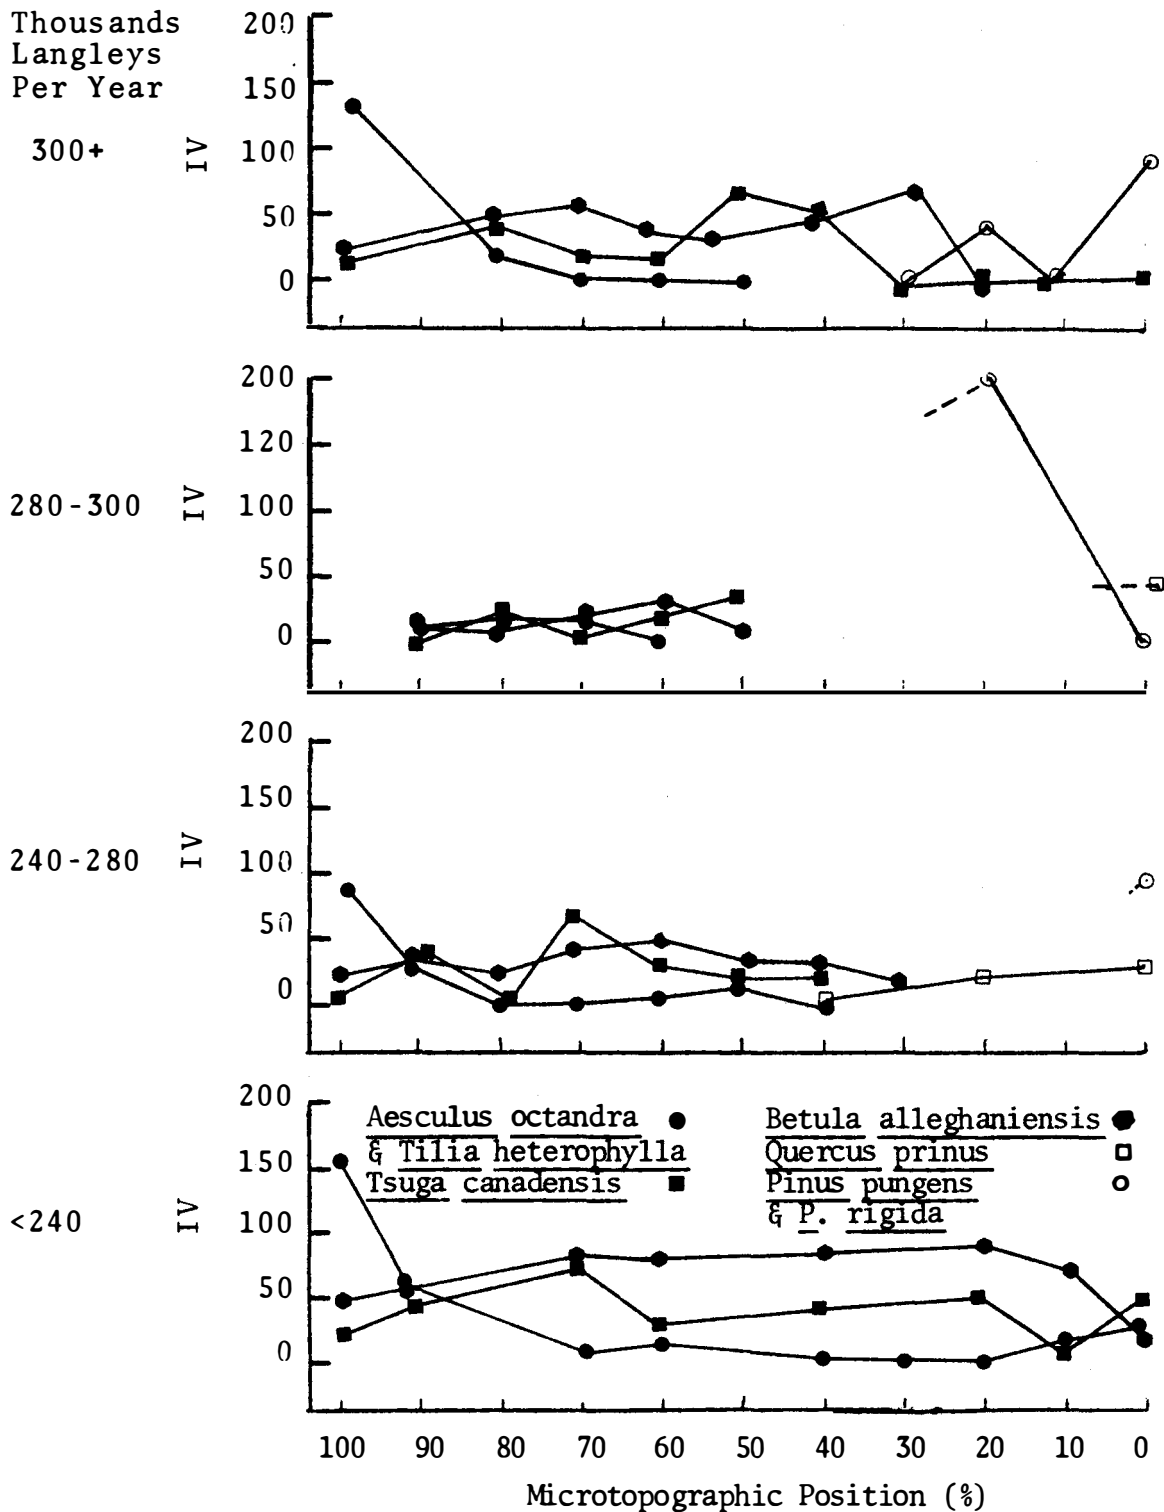 Thousands
Langleys
Per Year
300+
IV
200
150
100
50
0
280-300
IV
200
120
100
50
0
240-280
IV
200
150
100
50
0
<240
IV
200
150
100
50
0
Aesculus octandra
& Tilia heterophylla
Tsuga canadensis
Betula alleghaniensis
Quercus prinus
Pinus pungens
& P. rigida
100 90 80 70 60 50 40 30 20 10 0
Microtopographic Position (%)